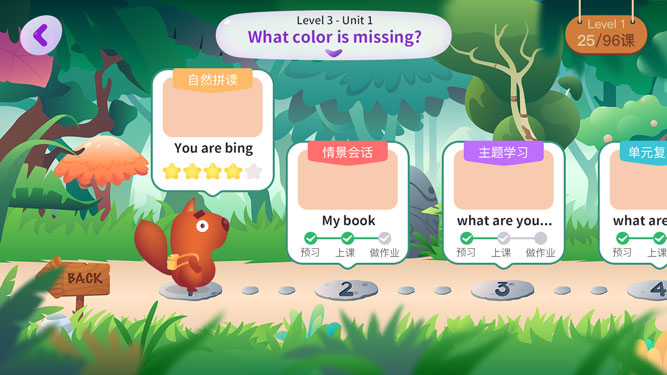 Level 3 - Unit 1
What color is missing?
Level 1
25/96课
自然拼读
You are bing
情景会话
My book
预习 上课 做作业
主题学习
what are you...
预习 上课 做作业
单元复
what are
预习 上课
BACK
2
3
4